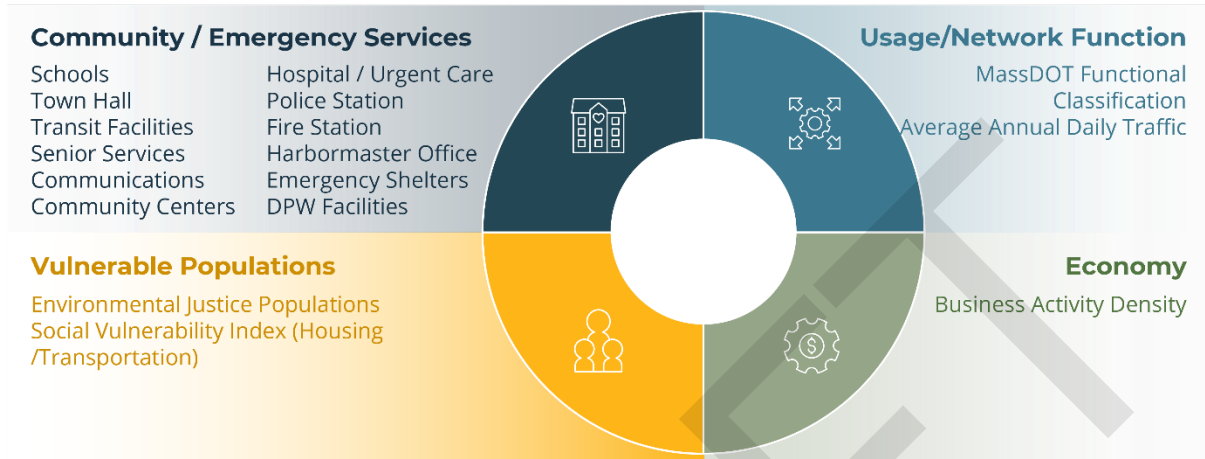 Community / Emergency Services
Schools
Town Hall
Transit Facilities
Senior Services
Communications
Community Centers
Hospital / Urgent Care
Police Station
Fire Station
Harbormaster Office
Emergency Shelters
DPW Facilities
Usage/Network Function
MassDOT Functional
Classification
Average Annual Daily Traffic
Vulnerable Populations
Environmental Justice Populations
Social Vulnerability Index (Housing
/Transportation)
Economy
Business Activity Density
$